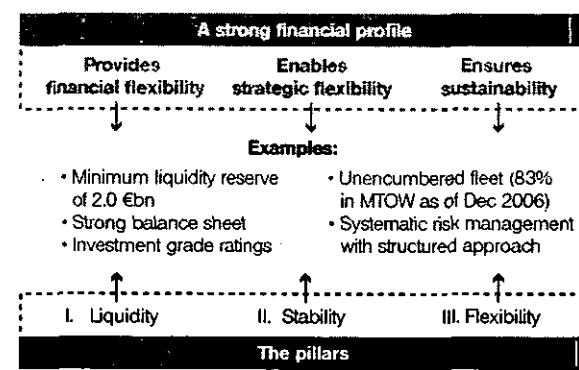 A strong financial profile
Provides financial flexibility
Enables strategic flexibility
Ensures sustainability
Examples:
• Minimum liquidity reserve
of 2.0 €bn
• Strong balance sheet
• Investment grade ratings
• Unencumbered fleet (83%
in MTOW as of Dec 2006)
• Systematic risk management
with structured approach
I. Liquidity
II. Stability
III. Flexibility
The pillars